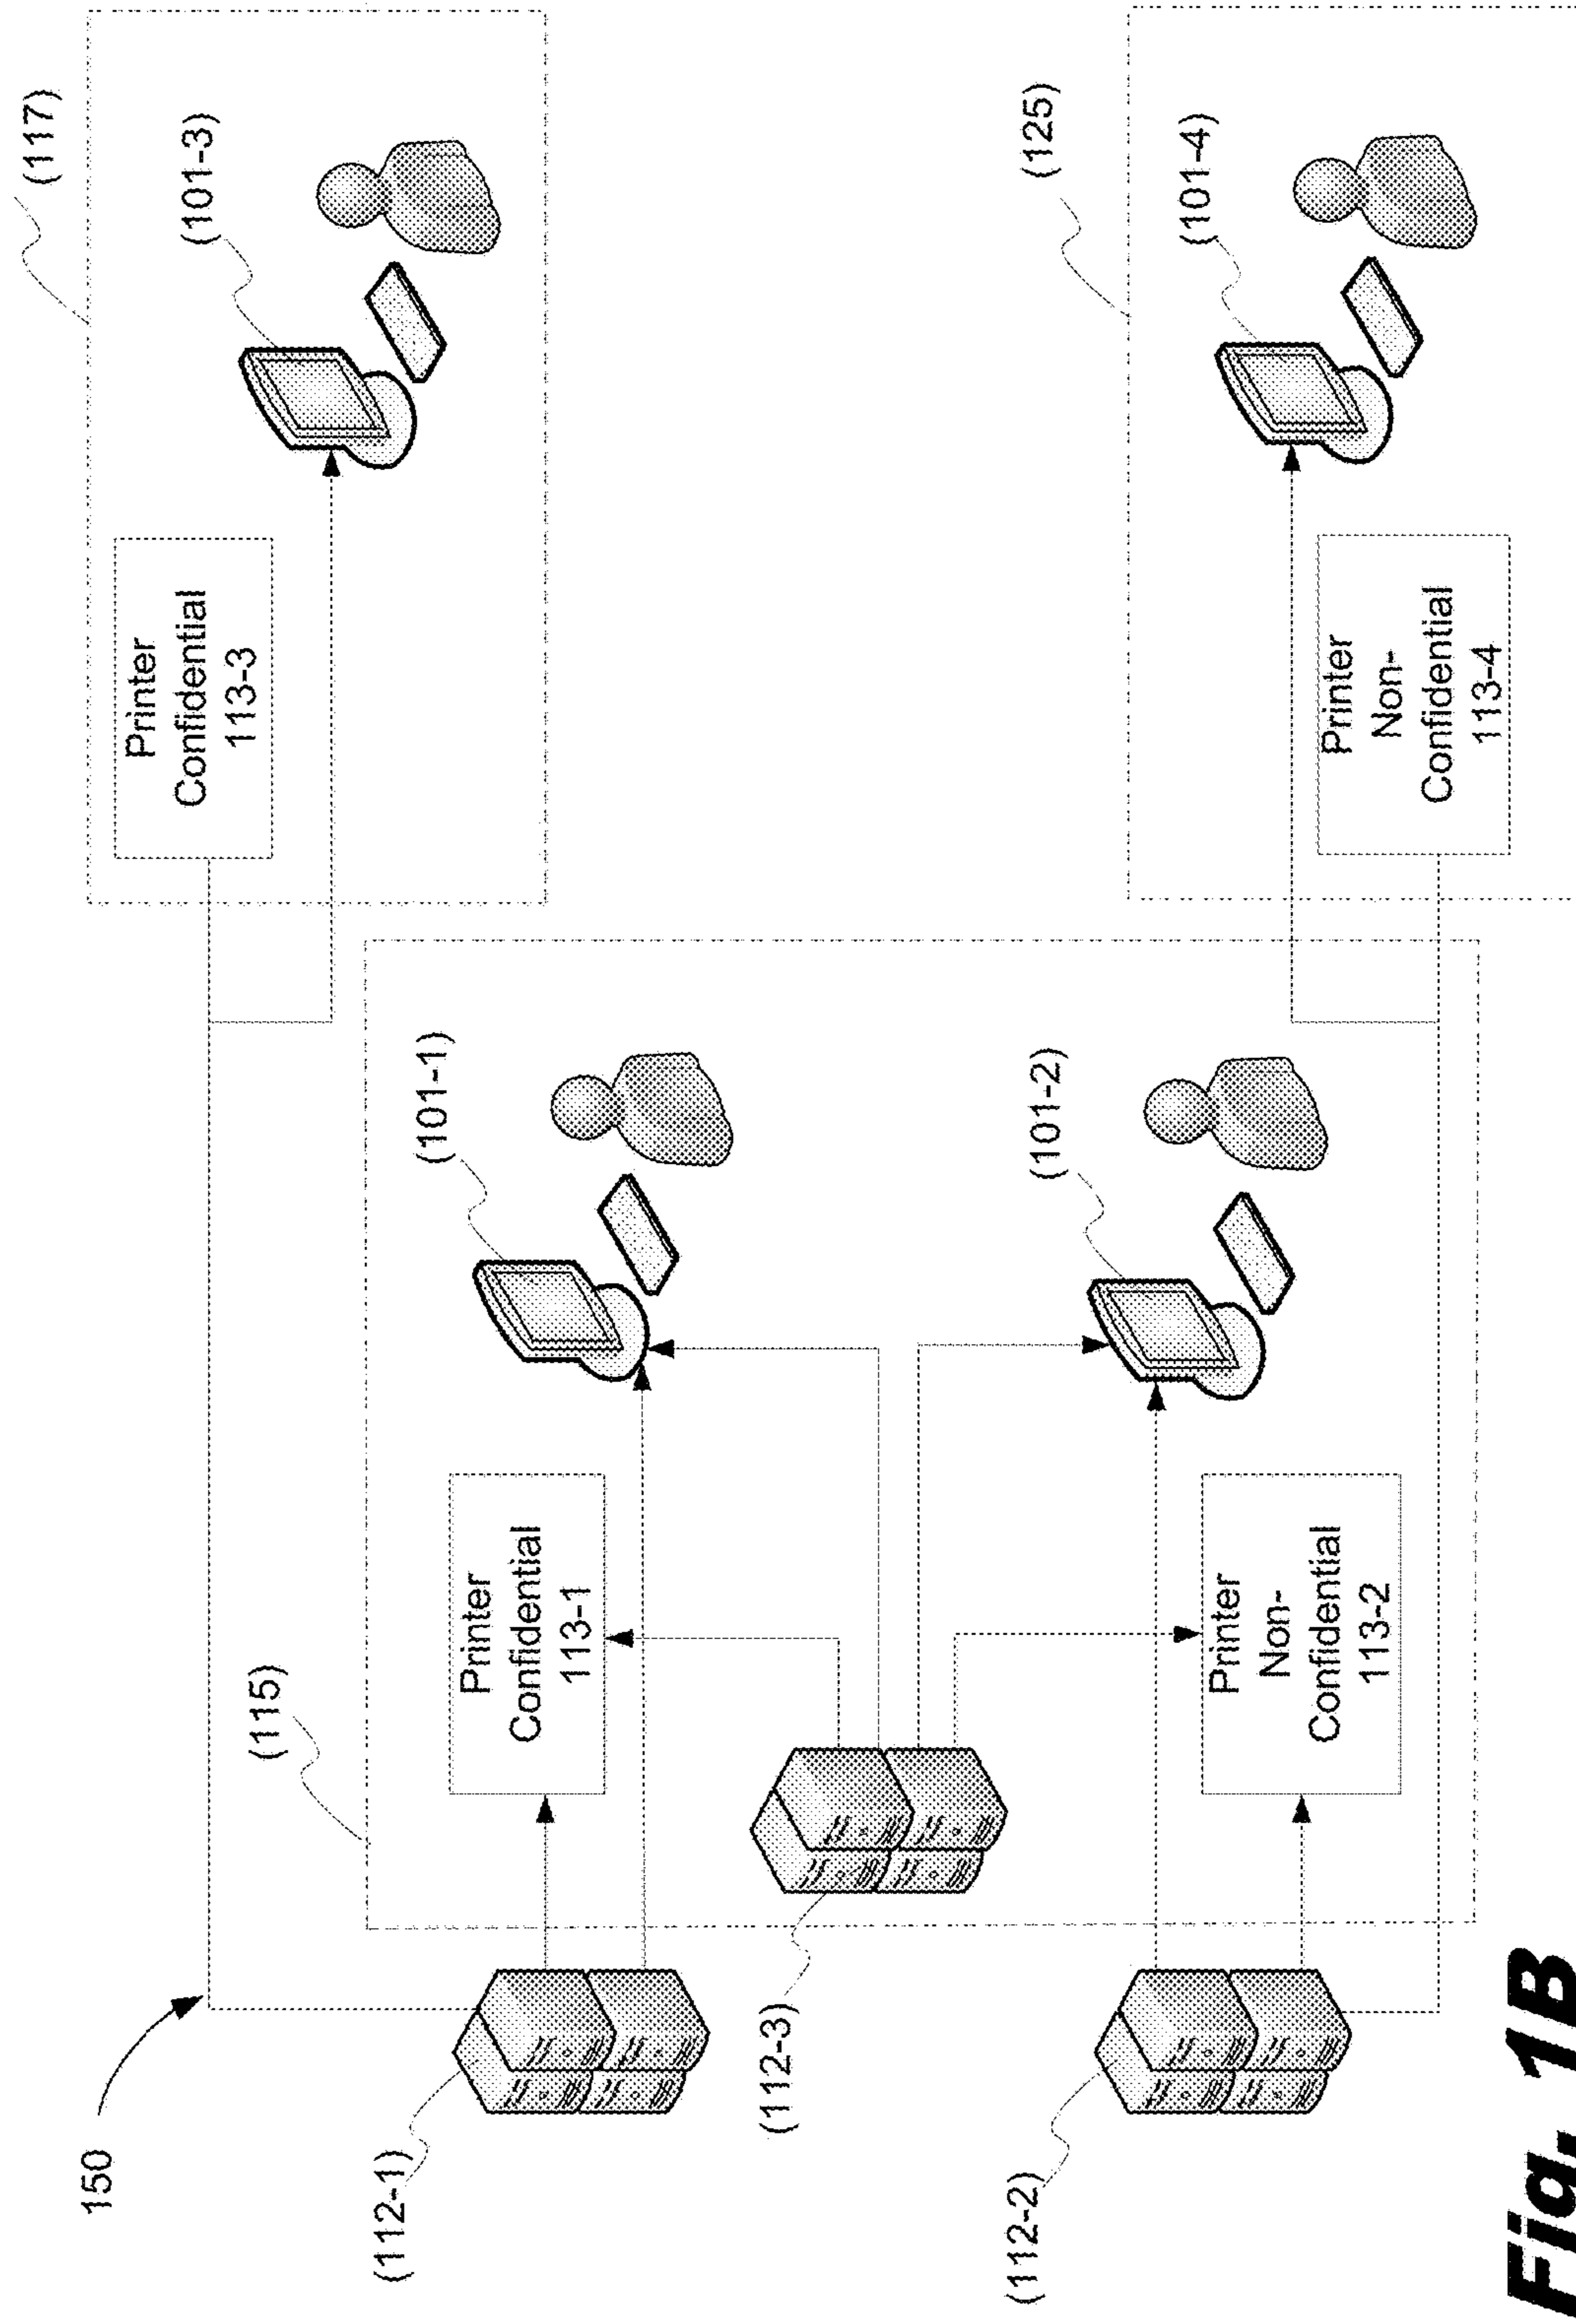 150
(117)
(101-3)
Printer
Confidential
113-3
(115)
(101-1)
Printer
Confidential
113-1
(112-1)
(112-3)
(125)
(101-4)
Printer
Non-
Confidential
113-4
(101-2)
Printer
Non-
Confidential
113-2
(112-2)
Fig. 1B